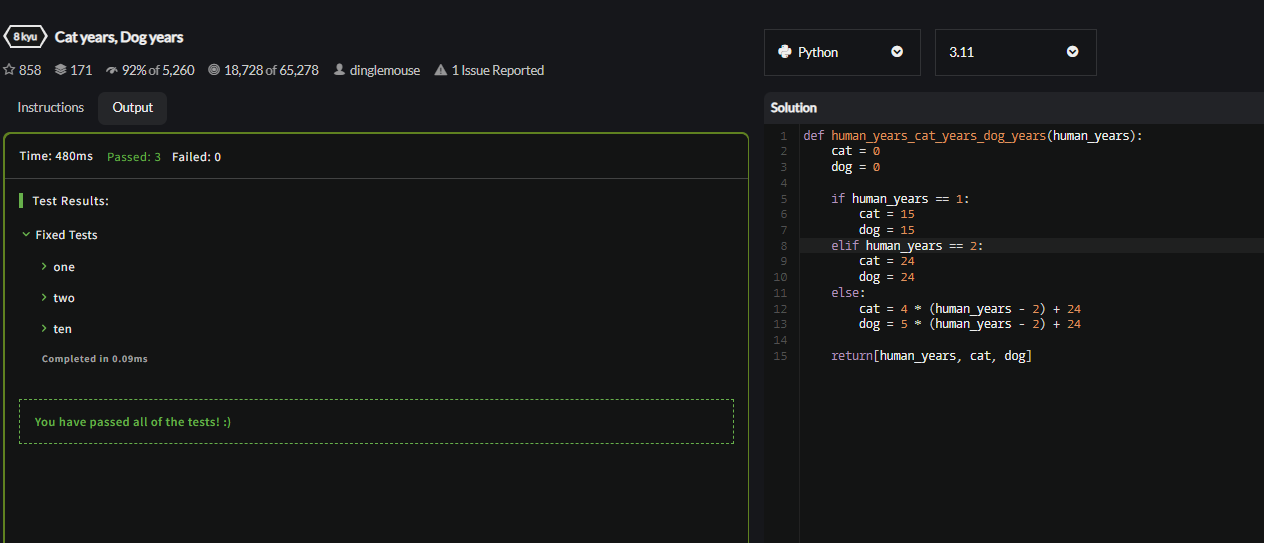 8 kyu Cat years, Dog years
858 171 92% of 5,260 18,728 of 65,278 dinglemouse 1 Issue Reported
Instructions Output
Time: 480ms Passed: 3 Failed: 0
Test Results:
Fixed Tests
one
two
ten
Completed in 0.09ms
You have passed all of the tests! :)
Python 3.11
Solution
1 def human_years_cat_years_dog_years(human_years):
2     cat = 0
3     dog = 0
4
5     if human_years == 1:
6         cat = 15
7         dog = 15
8     elif human_years == 2:
9         cat = 24
10         dog = 24
11     else:
12         cat = 4 * (human_years - 2) + 24
13         dog = 5 * (human_years - 2) + 24
14
15     return[human_years, cat, dog]